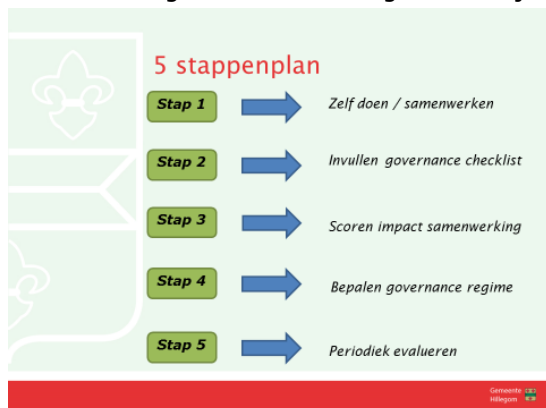 5 stappenplan
Stap 1
Zelf doen / samenwerken
Stap 2
Invullen governance checklist
Stap 3
Scoren impact samenwerking
Stap 4
Bepalen governance regime
Stap 5
Periodiek evalueren
Gemeente
Hillegom